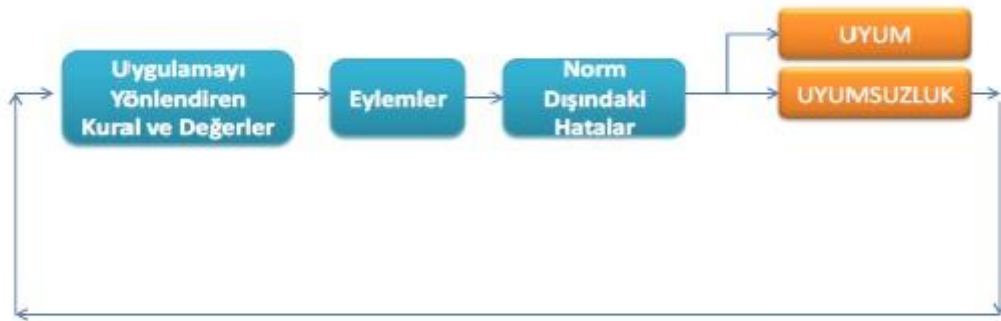 Uygulamayı
Yönlendiren
Kural ve Değerler
Eylemler
Norm
Dışındaki
Hatalar
UYUM
UYUMSUZLUK